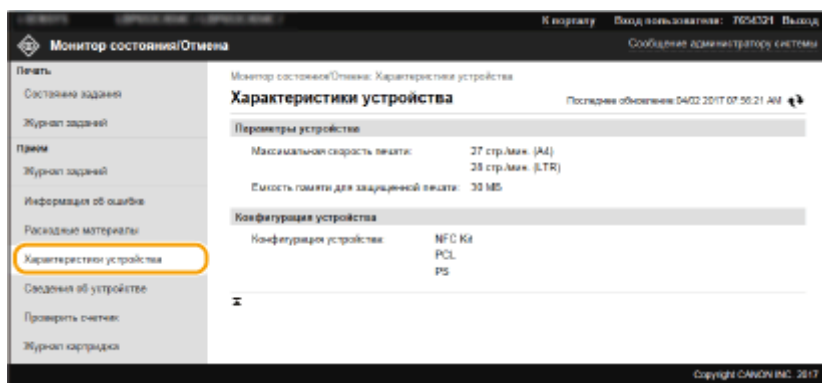 К порталу Вход пользователя: 7654321 Выход
Монитор состояния/Отмена
Сообщение администратору системы
Печать
Состояние задания
Журнал заданий
Прием
Журнал заданий
Информация об ошибке
Расходные материалы
Характеристики устройства
Сведения об устройстве
Проверить счетчик
Журнал картриджа
Монитор состояния/Отмена: Характеристики устройства
Характеристики устройства
Последнее обновление: 04/02 2017 07:56:21 AM
Параметры устройства
Максимальная скорость печати: 27 стр./мин. (A4)
28 стр./мин. (LTR)
Емкость памяти для защищенной печати: 30 МБ
Конфигурация устройства
Конфигурация устройства: NFC Kit
PCL
PS
Copyright CANON INC. 2017